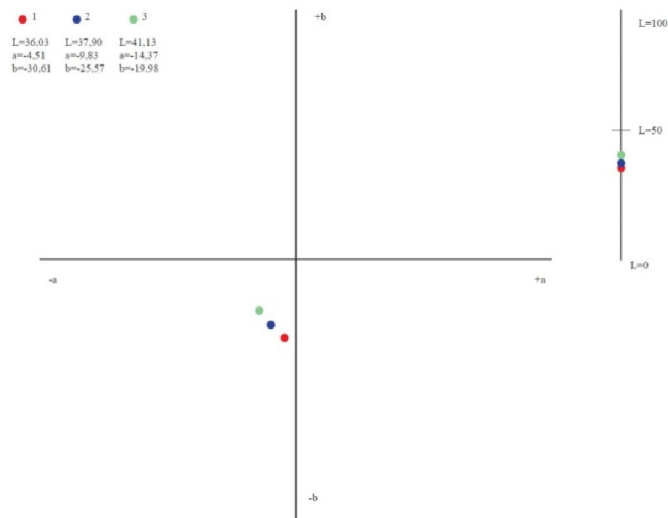 1 2 3
L=36,03 L=37,90 L=41,13
a=-4,51 a=-9,83 a=-14,37
b=-30,61 b=-25,57 b=-19,98
+b
L=100
L=50
L=0
-a +a
-b